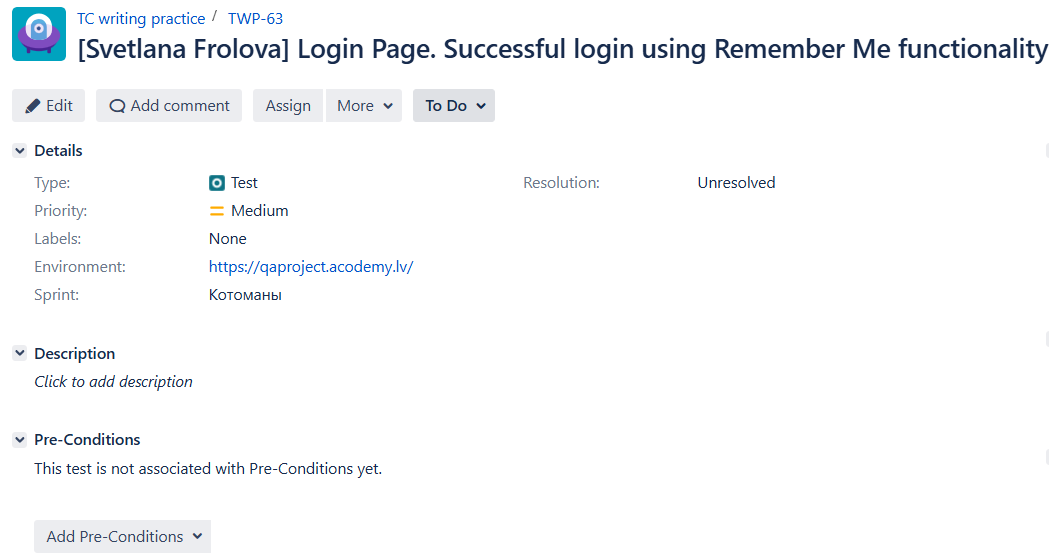 TC writing practice / TWP-63
[Svetlana Frolova] Login Page. Successful login using Remember Me functionality
Edit Add comment Assign More To Do
Details
Type: Test Resolution: Unresolved
Priority: Medium
Labels: None
Environment: https://qaproject.acodemy.lv/
Sprint: Котоманы
Description
Click to add description
Pre-Conditions
This test is not associated with Pre-Conditions yet.
Add Pre-Conditions